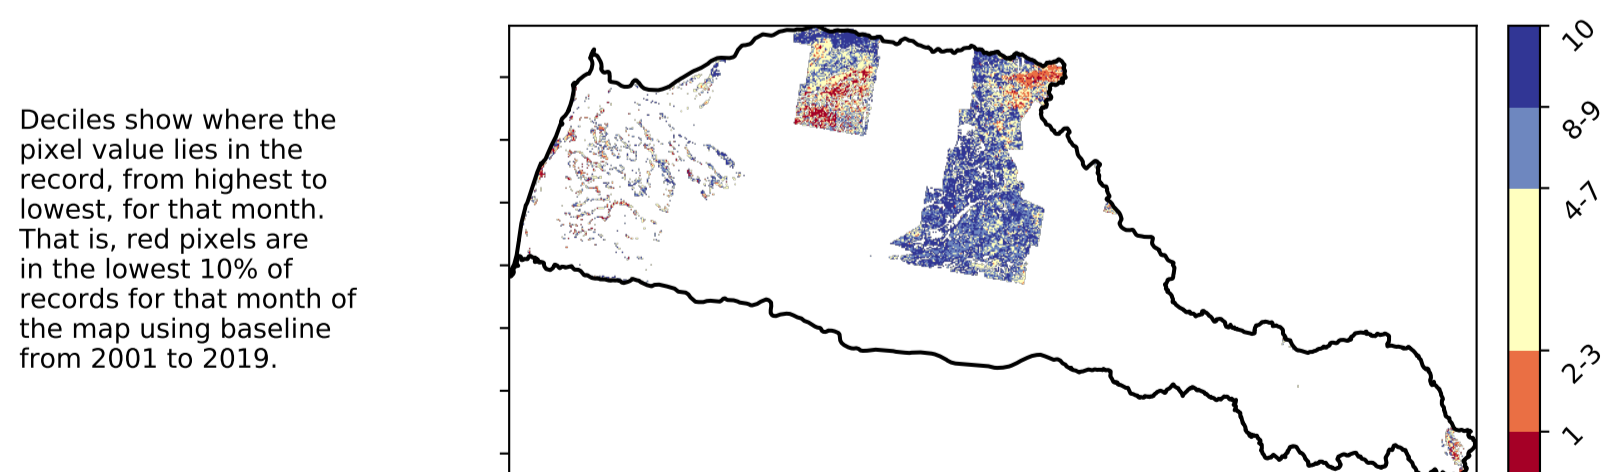 Deciles show where the
pixel value lies in the
record, from highest to
lowest, for that month.
That is, red pixels are
in the lowest 10% of
records for that month of
the map using baseline
from 2001 to 2019.
10
8-9
4-7
2-3
1